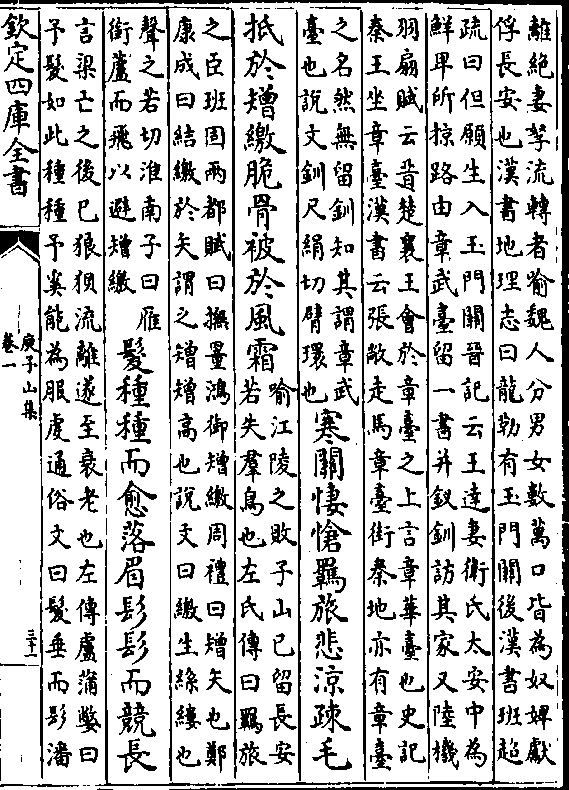 離絶妻孥流轉者喻魏人分男女數萬口皆為奴婢獻
俘長安也漢書地理志曰龍勒有玉門關後漢書班超
疏曰但願生入玉門關晉記云王達妻衛氏太安中為
鮮卑所掠路由章武臺留一書并釵釧訪其家又陸機
羽扇賦云昔楚襄王會於章臺之上言章華臺也史記
秦王坐章臺漢書云張敞走馬章臺街秦地亦有章臺
之名然無留釧知其謂章武
臺也說文釧尺絹切臂環也
寒關悽愴羈旅悲涼疎毛
抵於矰繳脆骨被於風霜
喻江陵之敗子山已留長安
若失羣鳥也左氏傳曰羈旅
之臣班固兩都賦曰撫罿鴻御矰繳周禮曰矰矢也鄭
康成曰結繳於矢謂之矰矰高也說文曰繳生絲縷也
聲之若切淮南子曰雁
銜蘆而飛以避矰繳
髮種種而愈落眉髟髟而競長
言梁亡之後已狼狽流離遂至衰老也左傳盧蒲嫳曰
予髮如此種種予奚能為服虔通俗文曰髮垂而髟潘
欽定四庫全書
庾子山集
卷一
三十一